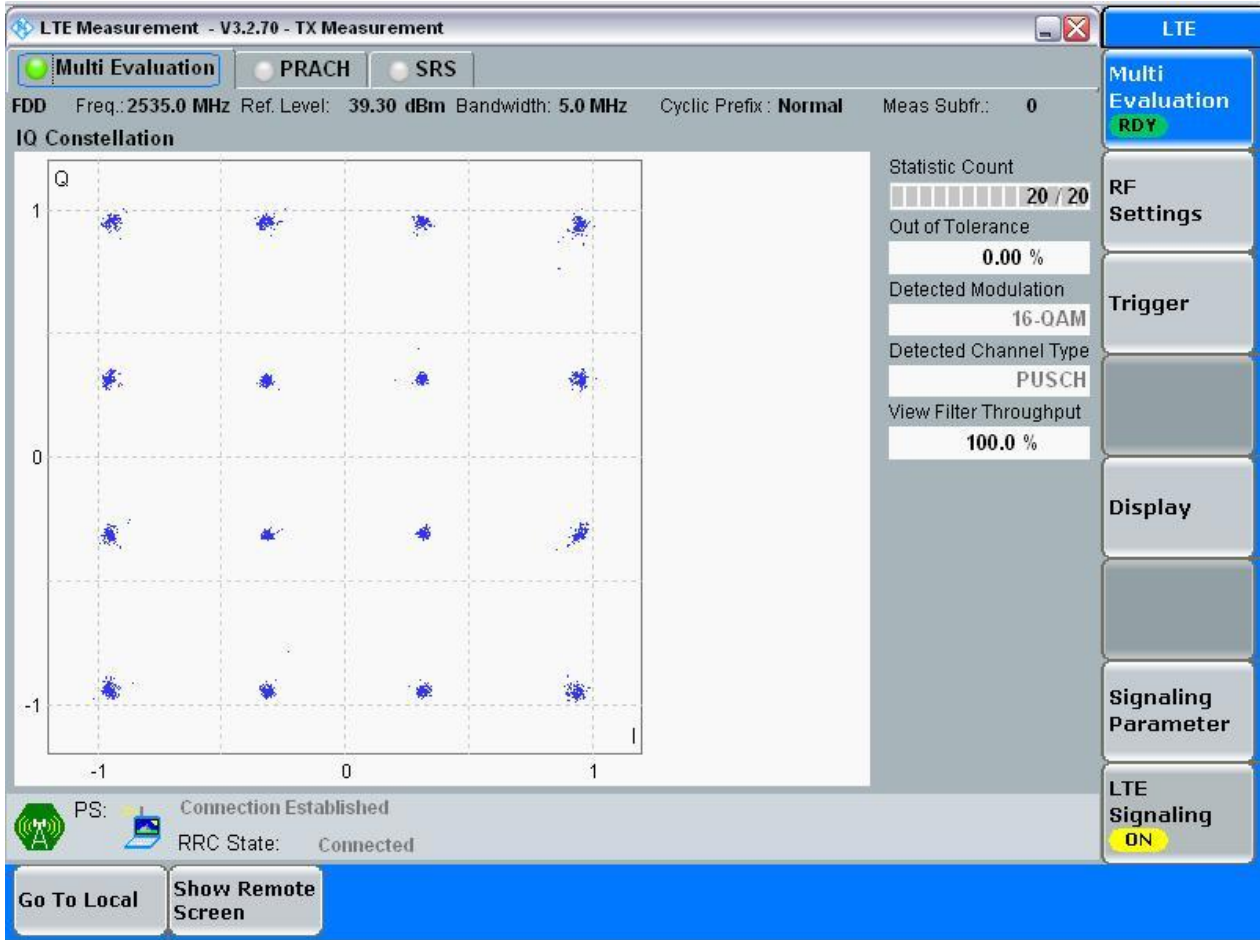 LTE Measurement - V3.2.70 - TX Measurement
LTE
Multi Evaluation PRACH SRS
FDD Freq.: 2535.0 MHz Ref. Level: 39.30 dBm Bandwidth: 5.0 MHz Cyclic Prefix : Normal Meas Subfr.: 0
IQ Constellation
Q
1
0
-1
I
-1 0 1
Statistic Count
20 / 20
Out of Tolerance
0.00 %
Detected Modulation
16-QAM
Detected Channel Type
PUSCH
View Filter Throughput
100.0 %
Multi
Evaluation
RDY
RF
Settings
Trigger
Display
Signaling
Parameter
LTE
Signaling
ON
PS: Connection Established
RRC State: Connected
Go To Local
Show Remote
Screen